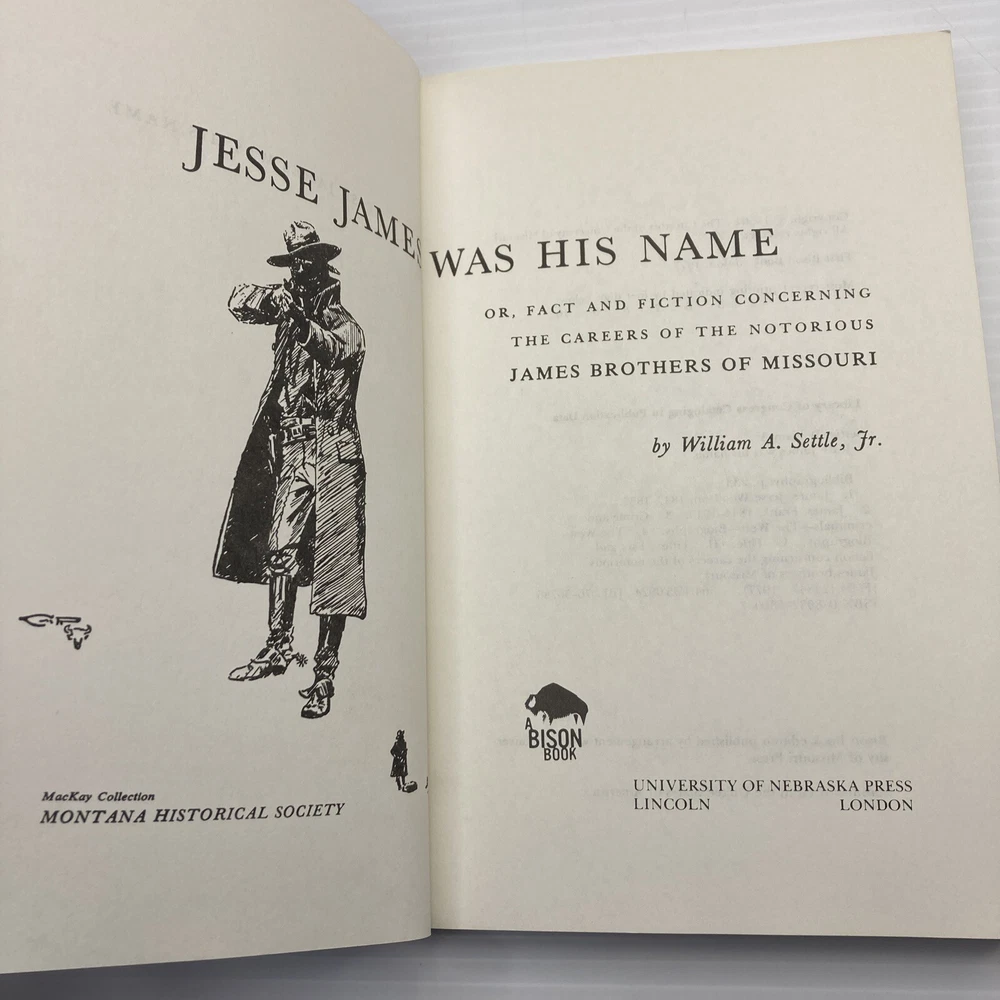 JESSE JAMES WAS HIS NAME
OR, FACT AND FICTION CONCERNING
THE CAREERS OF THE NOTORIOUS
JAMES BROTHERS OF MISSOURI
by William A. Settle, Jr.
A
BISON
BOOK
MacKay Collection
MONTANA HISTORICAL SOCIETY
UNIVERSITY OF NEBRASKA PRESS
LINCOLN LONDON